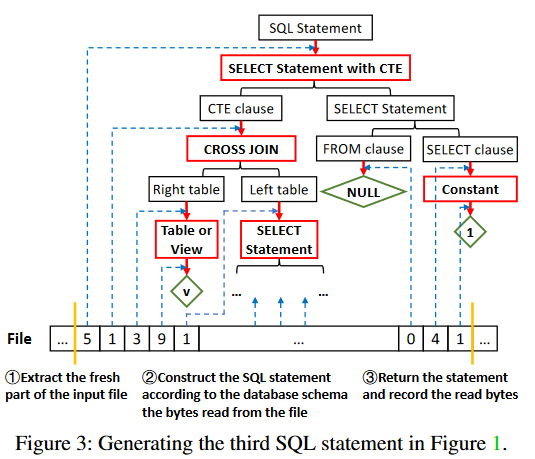 SQL Statement
SELECT Statement with CTE
CTE clause
SELECT Statement
CROSS JOIN
FROM clause
SELECT clause
Right table
Left table
NULL
Constant
Table or
View
SELECT
Statement
1
v
...
...
File
... 5 1 3 9 1 ... 0 4 1 ...
①Extract the fresh
part of the input file
②Construct the SQL statement
according to the database schema
the bytes read from the file
③Return the statement
and record the read bytes
Figure 3: Generating the third SQL statement in Figure 1.